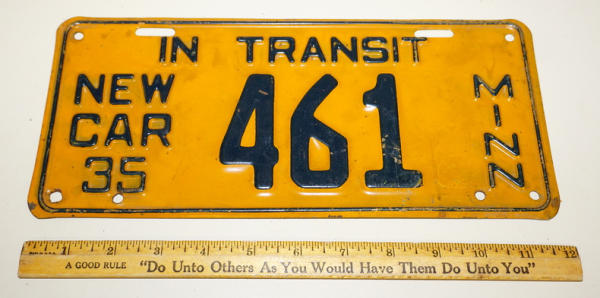 IN TRANSIT
NEW
CAR
35
461
MINN
1 2 3 4 5 6 7 8 9 10 11 12
A GOOD RULE "Do Unto Others As You Would Have Them Do Unto You"